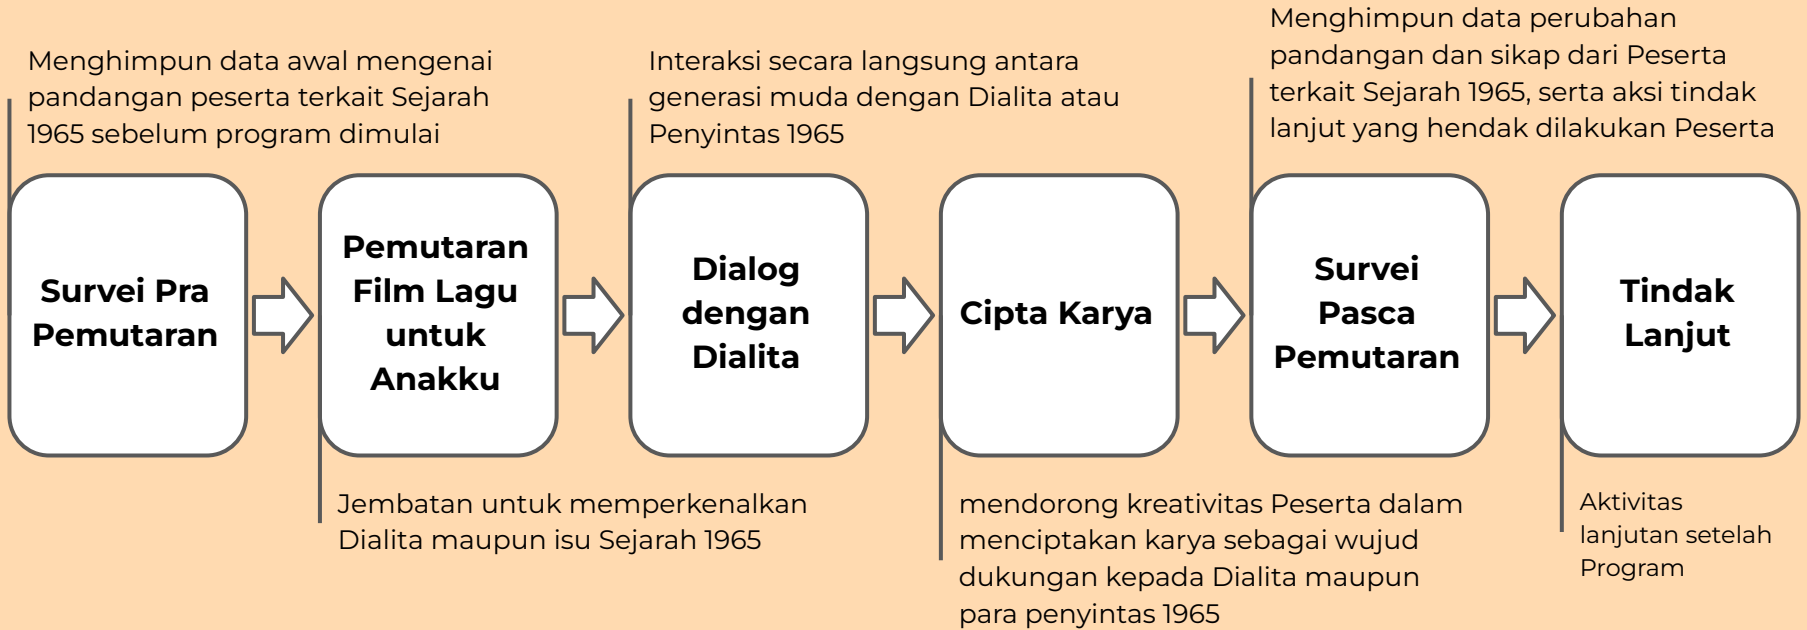 Menghimpun data awal mengenai
pandangan peserta terkait Sejarah
1965 sebelum program dimulai
Interaksi secara langsung antara
generasi muda dengan Dialita atau
Penyintas 1965
Menghimpun data perubahan
pandangan dan sikap dari Peserta
terkait Sejarah 1965, serta aksi tindak
lanjut yang hendak dilakukan Peserta
Survei Pra
Pemutaran
Pemutaran
Film Lagu
untuk
Anakku
Dialog
dengan
Dialita
Cipta Karya
Survei
Pasca
Pemutaran
Tindak
Lanjut
Jembatan untuk memperkenalkan
Dialita maupun isu Sejarah 1965
mendorong kreativitas Peserta dalam
menciptakan karya sebagai wujud
dukungan kepada Dialita maupun
para penyintas 1965
Aktivitas
lanjutan setelah
Program